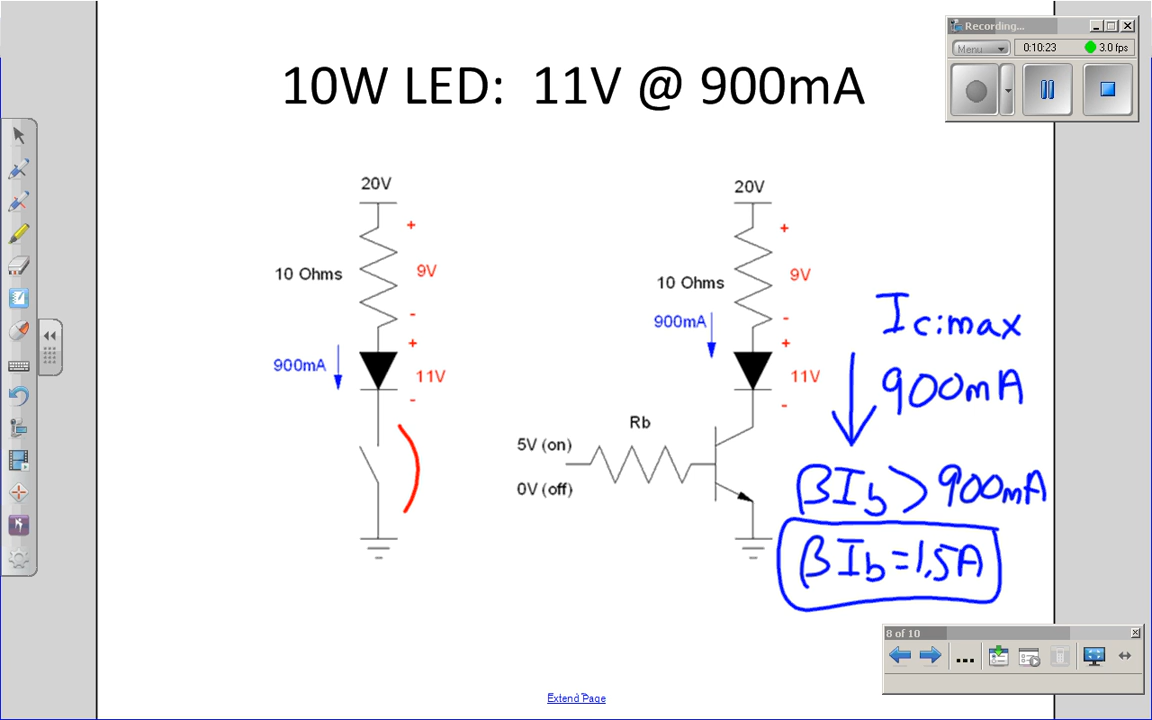 Recording...
Menu
0:10:23
3.0 fps
10W LED: 11V @ 900mA
20V
+
10 Ohms
9V
-
900mA
+
11V
-
20V
+
10 Ohms
9V
-
900mA
+
11V
-
Rb
5V (on)
0V (off)
Ic:max
900mA
βIb > 900mA
βIb = 1.5A
8 of 10
...
Extend Page